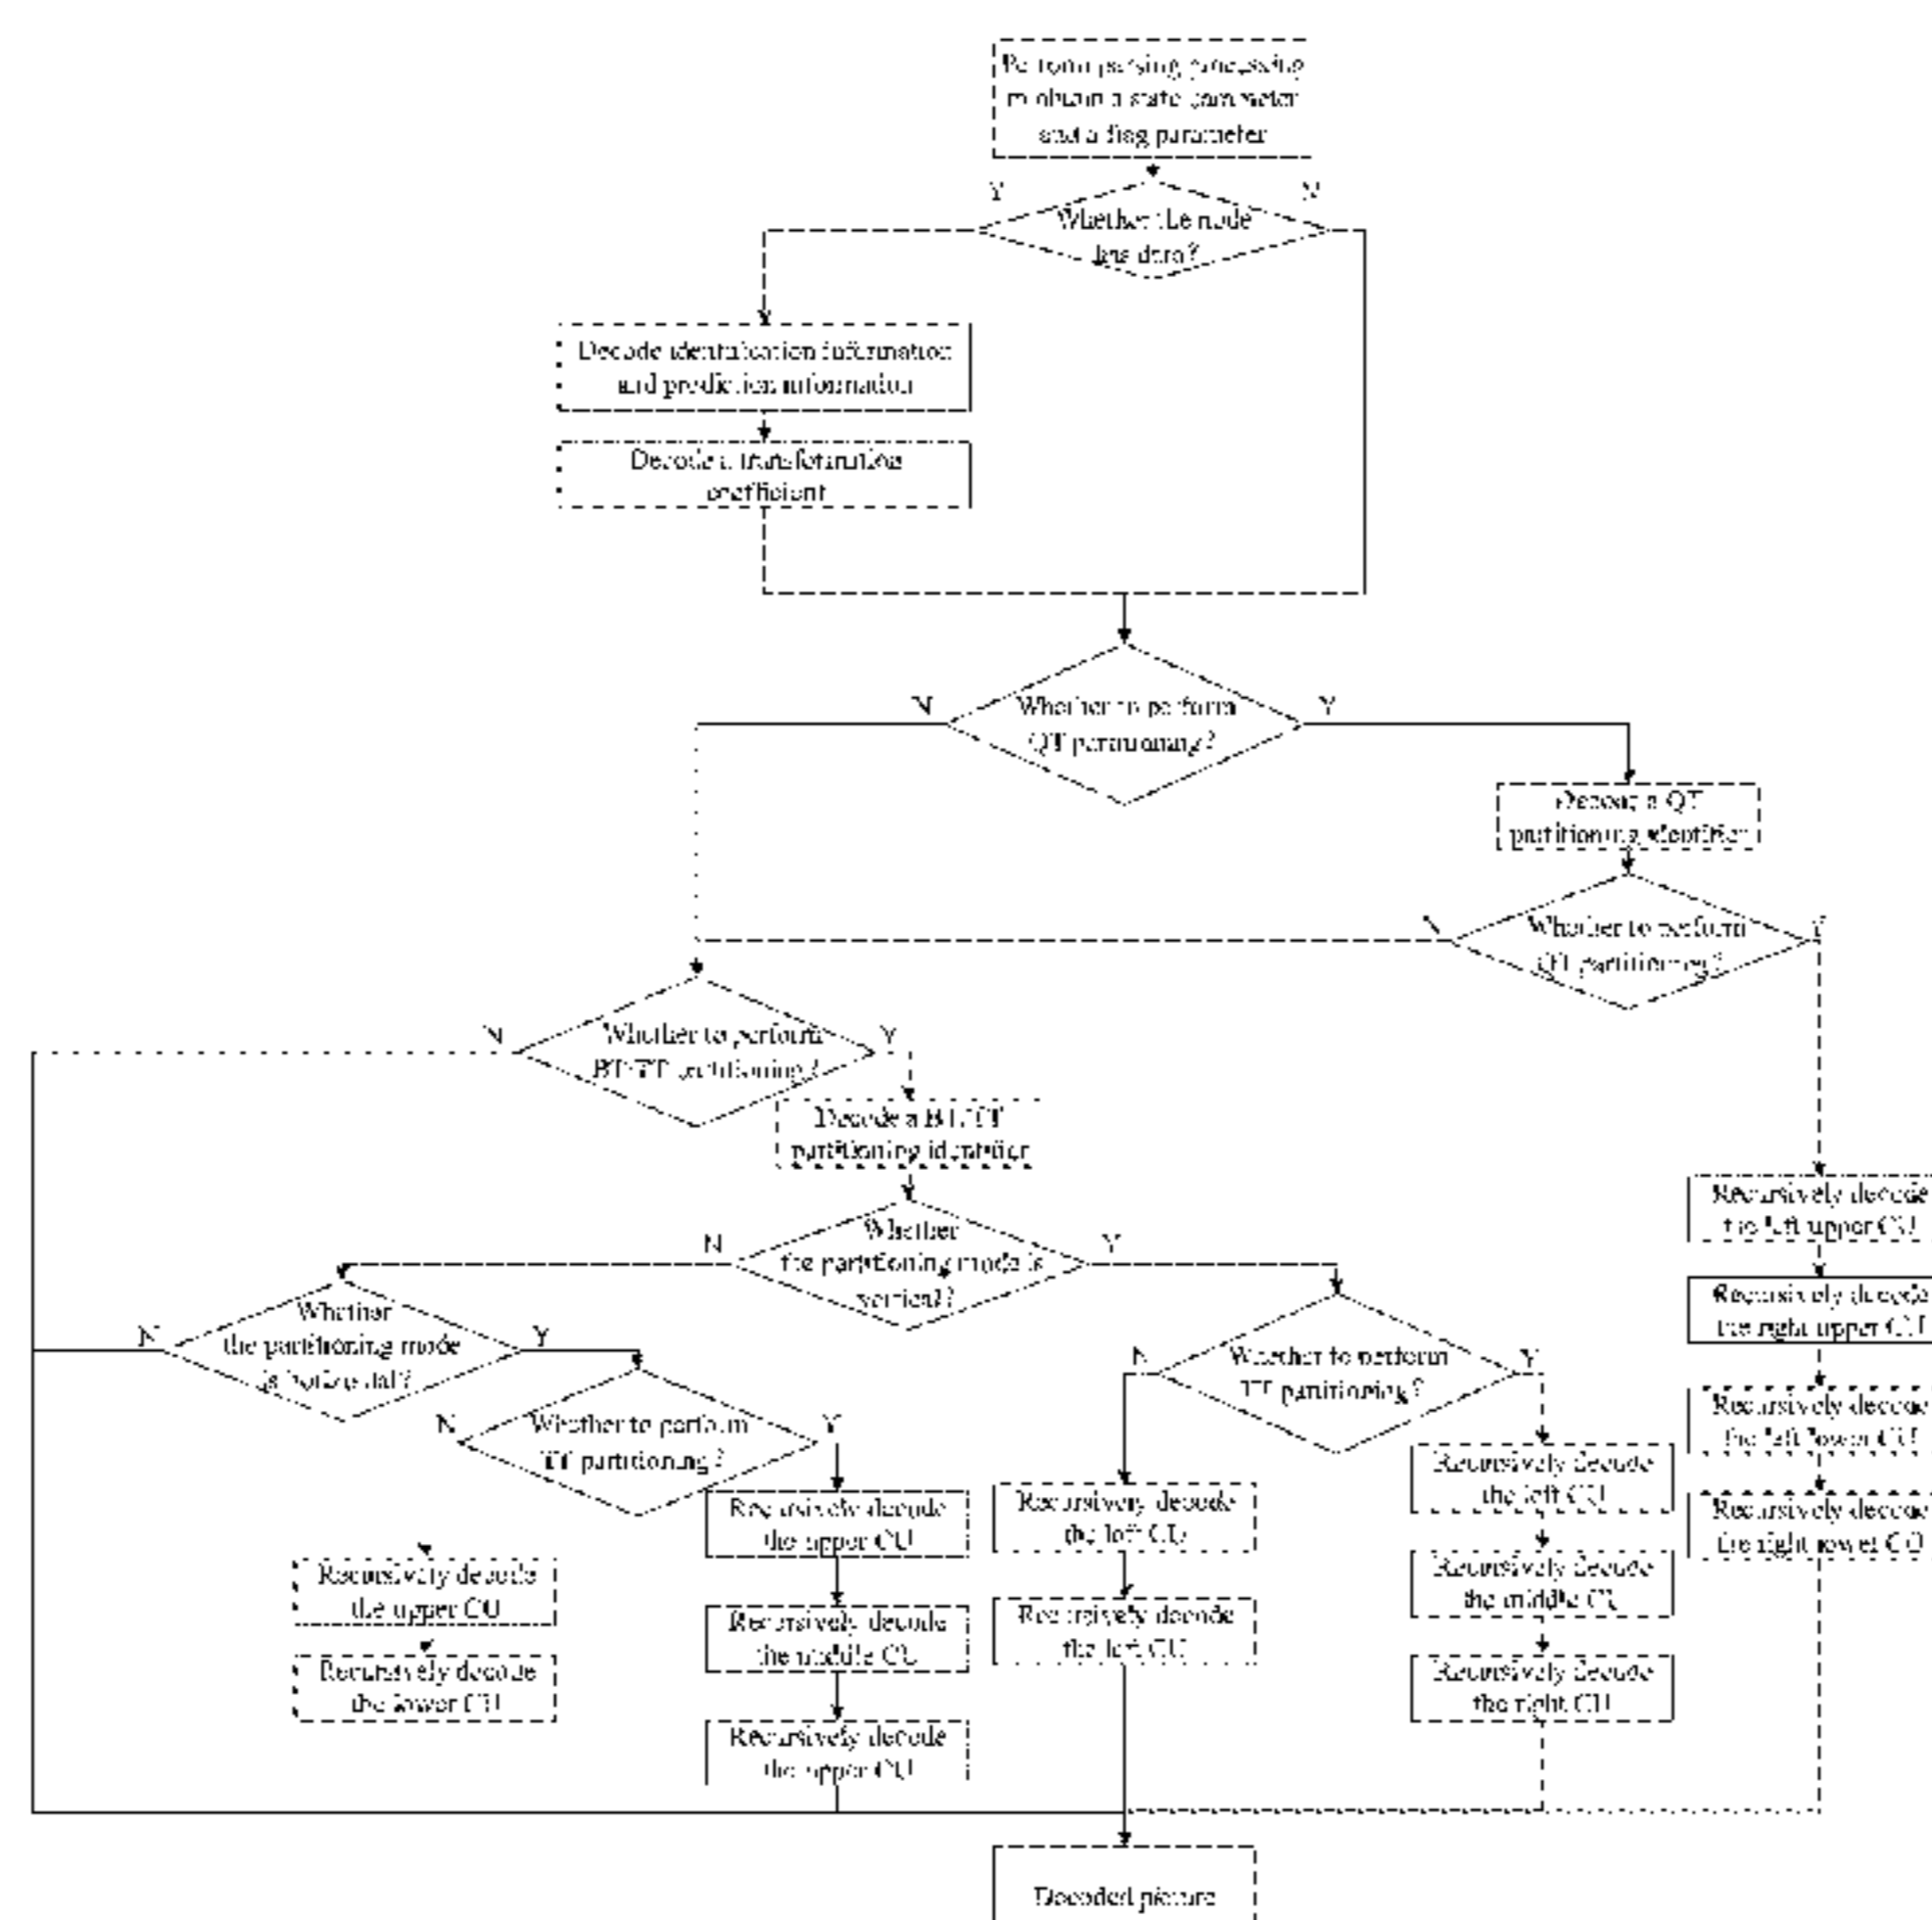 Perform parsing processing
to obtain a state parameter
and a flag parameter
Y
N
Whether the node
has data?
Decode identification information
and prediction information
Decode a transformation
coefficient
N
Whether to perform
QT partitioning?
Y
Decode a QT
partitioning identifier
N
Whether to perform
QT partitioning?
Y
N
Whether to perform
BT/TT partitioning?
Y
Decode a BT/TT
partitioning identifier
N
Whether
the partitioning mode is
vertical?
Y
N
Whether
the partitioning mode
is horizontal?
Y
N
Whether to perform
TT partitioning?
Y
N
Whether to perform
TT partitioning?
Y
Recursively decode
the upper CU
Recursively decode
the lower CU
Recursively decode
the upper CU
Recursively decode
the middle CU
Recursively decode
the upper CU
Recursively decode
the left CU
Recursively decode
the left CU
Recursively decode
the left CU
Recursively decode
the middle CU
Recursively decode
the right CU
Recursively decode
the left upper CU
Recursively decode
the right upper CU
Recursively decode
the left lower CU
Recursively decode
the right lower CU
Decoded picture